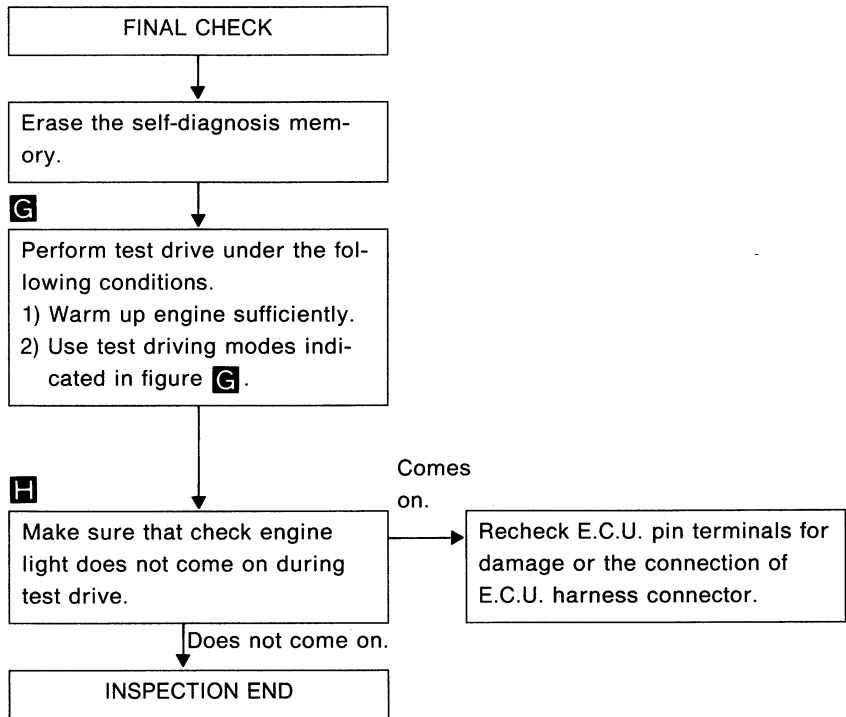 FINAL CHECK
Erase the self-diagnosis mem-
ory.
G
Perform test drive under the fol-
lowing conditions.
1) Warm up engine sufficiently.
2) Use test driving modes indi-
cated in figure G.
H
Make sure that check engine
light does not come on during
test drive.
Comes
on.
Recheck E.C.U. pin terminals for
damage or the connection of
E.C.U. harness connector.
Does not come on.
INSPECTION END